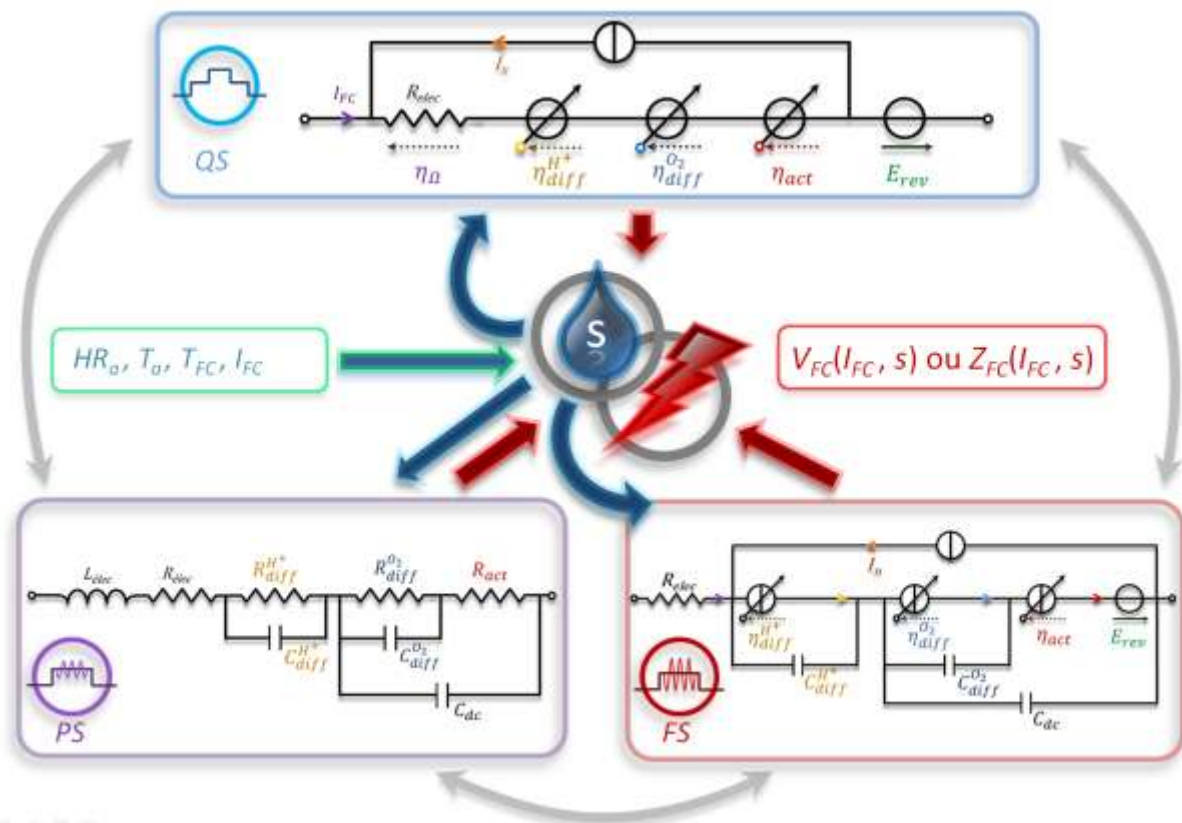 I_n
I_FC
R_elec
QS
η_Ω
η_diff^H+
η_diff^O2
η_act
E_rev
S
HR_a, T_a, T_FC, I_FC
V_FC(I_FC, s) ou Z_FC(I_FC, s)
L_élec
R_élec
R_diff^H+
R_diff^O2
R_act
C_diff^H+
C_diff^O2
C_dc
PS
I_n
R_elec
η_diff^H+
η_diff^O2
η_act
E_rev
C_diff^H+
C_diff^O2
C_dc
FS